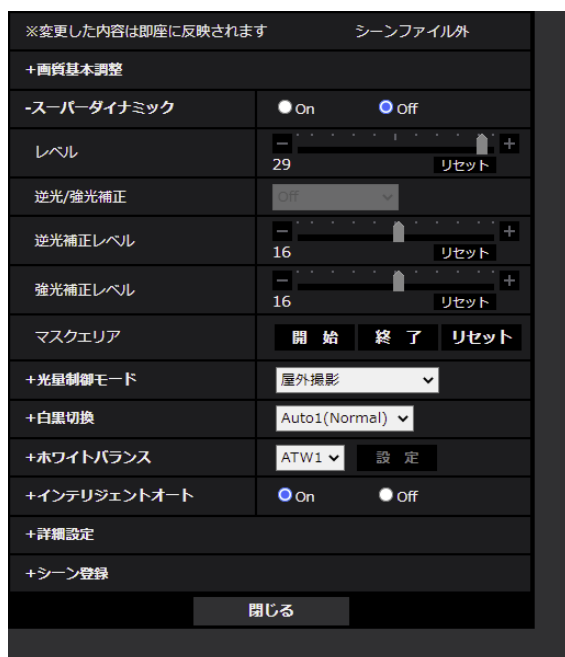 ※変更した内容は即座に反映されます シーンファイル外
+画質基本調整
-スーパーダイナミック On Off
レベル − +
29 リセット
逆光/強光補正 Off
逆光補正レベル − +
16 リセット
強光補正レベル − +
16 リセット
マスクエリア 開 始 終 了 リセット
+光量制御モード 屋外撮影
+白黒切換 Auto1(Normal)
+ホワイトバランス ATW1 設 定
+インテリジェントオート On Off
+詳細設定
+シーン登録
閉じる